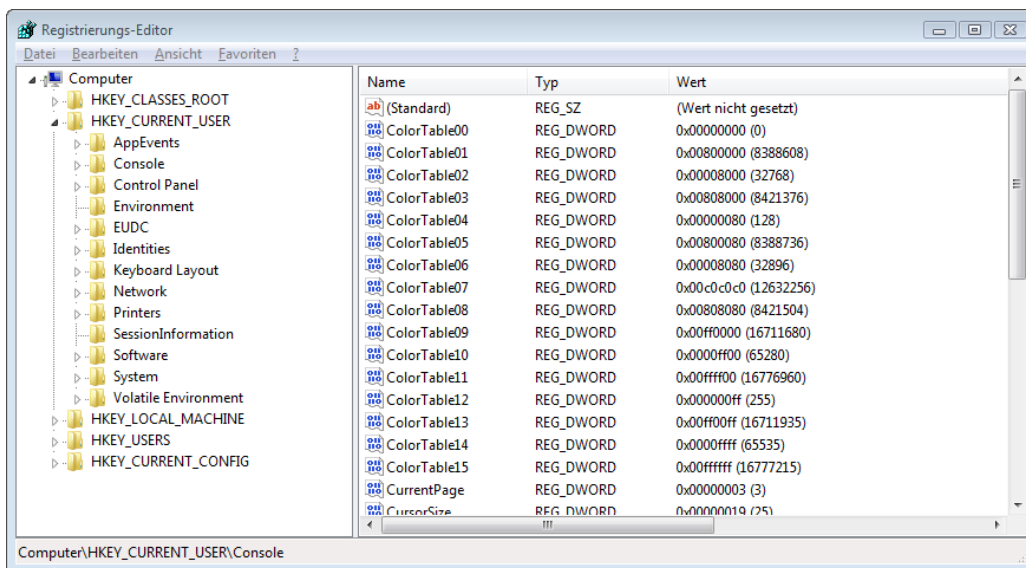 Registrierungs-Editor
Datei Bearbeiten Ansicht Favoriten ?
Computer
HKEY_CLASSES_ROOT
HKEY_CURRENT_USER
AppEvents
Console
Control Panel
Environment
EUDC
Identities
Keyboard Layout
Network
Printers
SessionInformation
Software
System
Volatile Environment
HKEY_LOCAL_MACHINE
HKEY_USERS
HKEY_CURRENT_CONFIG
Name Typ Wert
(Standard) REG_SZ (Wert nicht gesetzt)
ColorTable00 REG_DWORD 0x00000000 (0)
ColorTable01 REG_DWORD 0x00800000 (8388608)
ColorTable02 REG_DWORD 0x00008000 (32768)
ColorTable03 REG_DWORD 0x00808000 (8421376)
ColorTable04 REG_DWORD 0x00000080 (128)
ColorTable05 REG_DWORD 0x00800080 (8388736)
ColorTable06 REG_DWORD 0x00008080 (32896)
ColorTable07 REG_DWORD 0x00c0c0c0 (12632256)
ColorTable08 REG_DWORD 0x00808080 (8421504)
ColorTable09 REG_DWORD 0x00ff0000 (16711680)
ColorTable10 REG_DWORD 0x0000ff00 (65280)
ColorTable11 REG_DWORD 0x00ffff00 (16776960)
ColorTable12 REG_DWORD 0x000000ff (255)
ColorTable13 REG_DWORD 0x00ff00ff (16711935)
ColorTable14 REG_DWORD 0x0000ffff (65535)
ColorTable15 REG_DWORD 0x00ffffff (16777215)
CurrentPage REG_DWORD 0x00000003 (3)
CursorSize REG_DWORD 0x00000019 (25)
Computer\HKEY_CURRENT_USER\Console